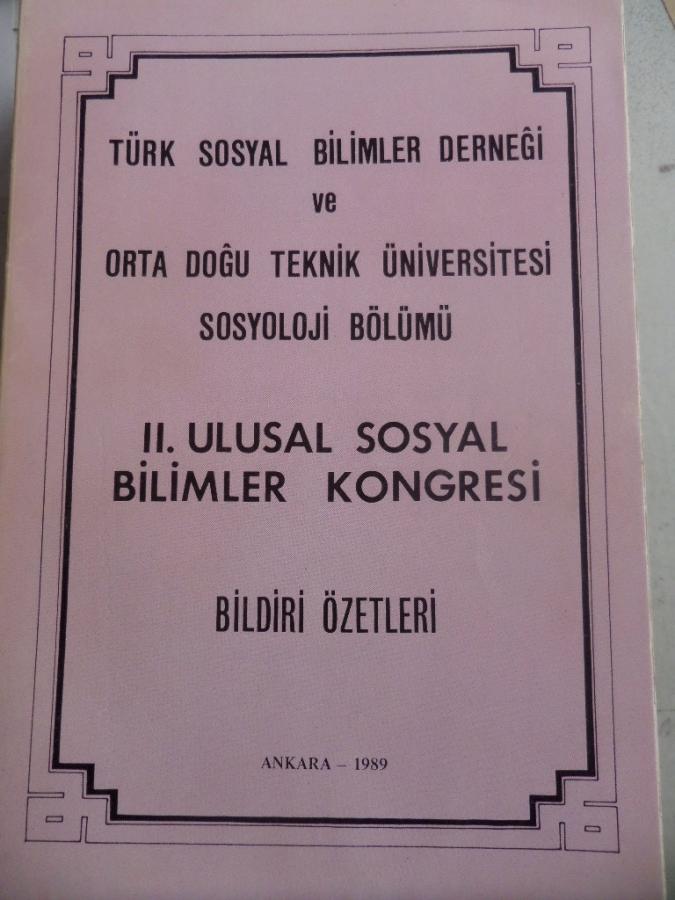 TÜRK SOSYAL BİLİMLER DERNEĞİ
ve
ORTA DOĞU TEKNİK ÜNİVERSİTESİ
SOSYOLOJİ BÖLÜMÜ
II. ULUSAL SOSYAL
BİLİMLER KONGRESİ
BİLDİRİ ÖZETLERİ
ANKARA – 1989